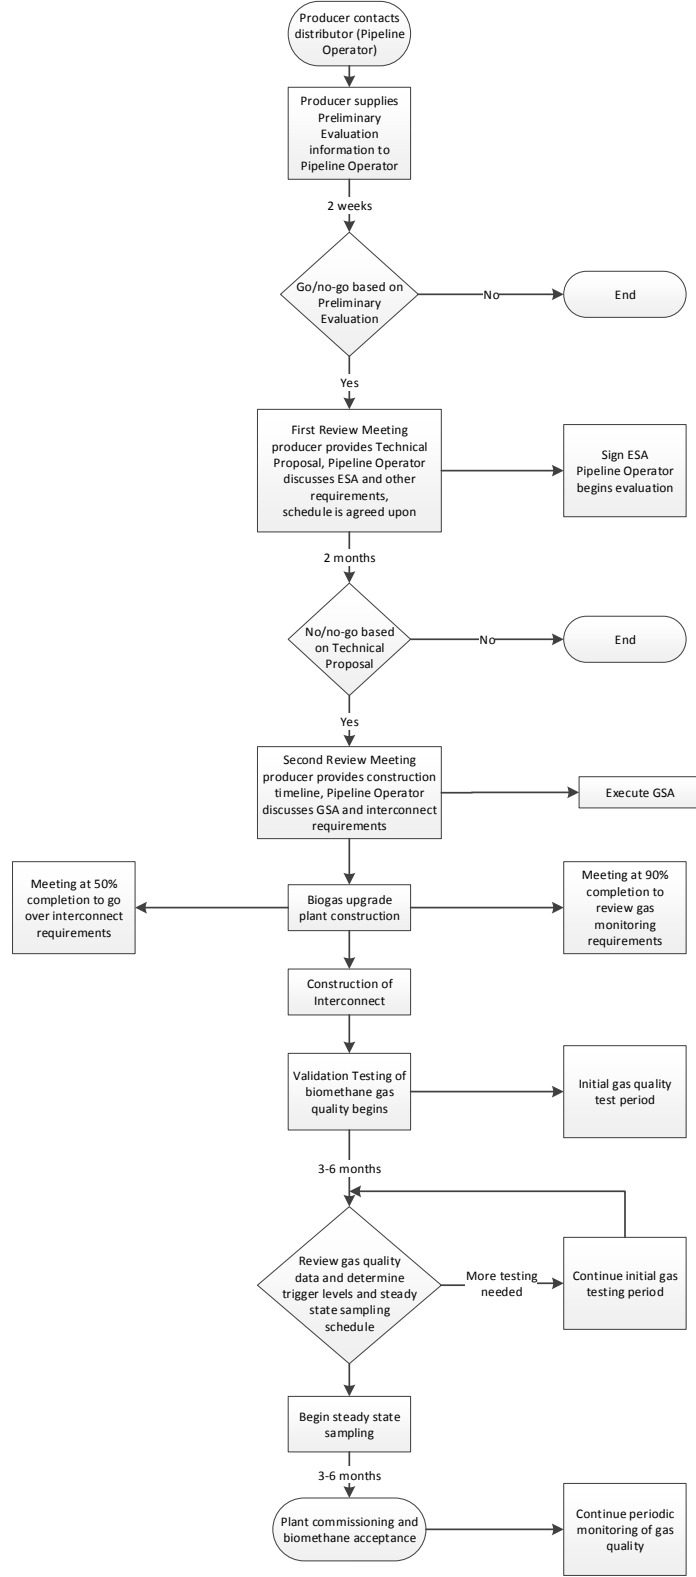 Producer contacts
distributor (Pipeline
Operator)
Producer supplies
Preliminary
Evaluation
information to
Pipeline Operator
2 weeks
Go/no-go based on
Preliminary
Evaluation
No
End
Yes
First Review Meeting
producer provides Technical
Proposal, Pipeline Operator
discusses ESA and other
requirements,
schedule is agreed upon
Sign ESA
Pipeline Operator
begins evaluation
2 months
No/no-go based
on Technical
Proposal
No
End
Yes
Second Review Meeting
producer provides construction
timeline, Pipeline Operator
discusses GSA and interconnect
requirements
Execute GSA
Meeting at 50%
completion to go
over interconnect
requirements
Biogas upgrade
plant construction
Meeting at 90%
completion to
review gas
monitoring
requirements
Construction of
Interconnect
Validation Testing of
biomethane gas
quality begins
Initial gas quality
test period
3-6 months
Review gas quality
data and determine
trigger levels and steady
state sampling
schedule
More testing
needed
Continue initial gas
testing period
Begin steady state
sampling
3-6 months
Plant commissioning and
biomethane acceptance
Continue periodic
monitoring of gas
quality